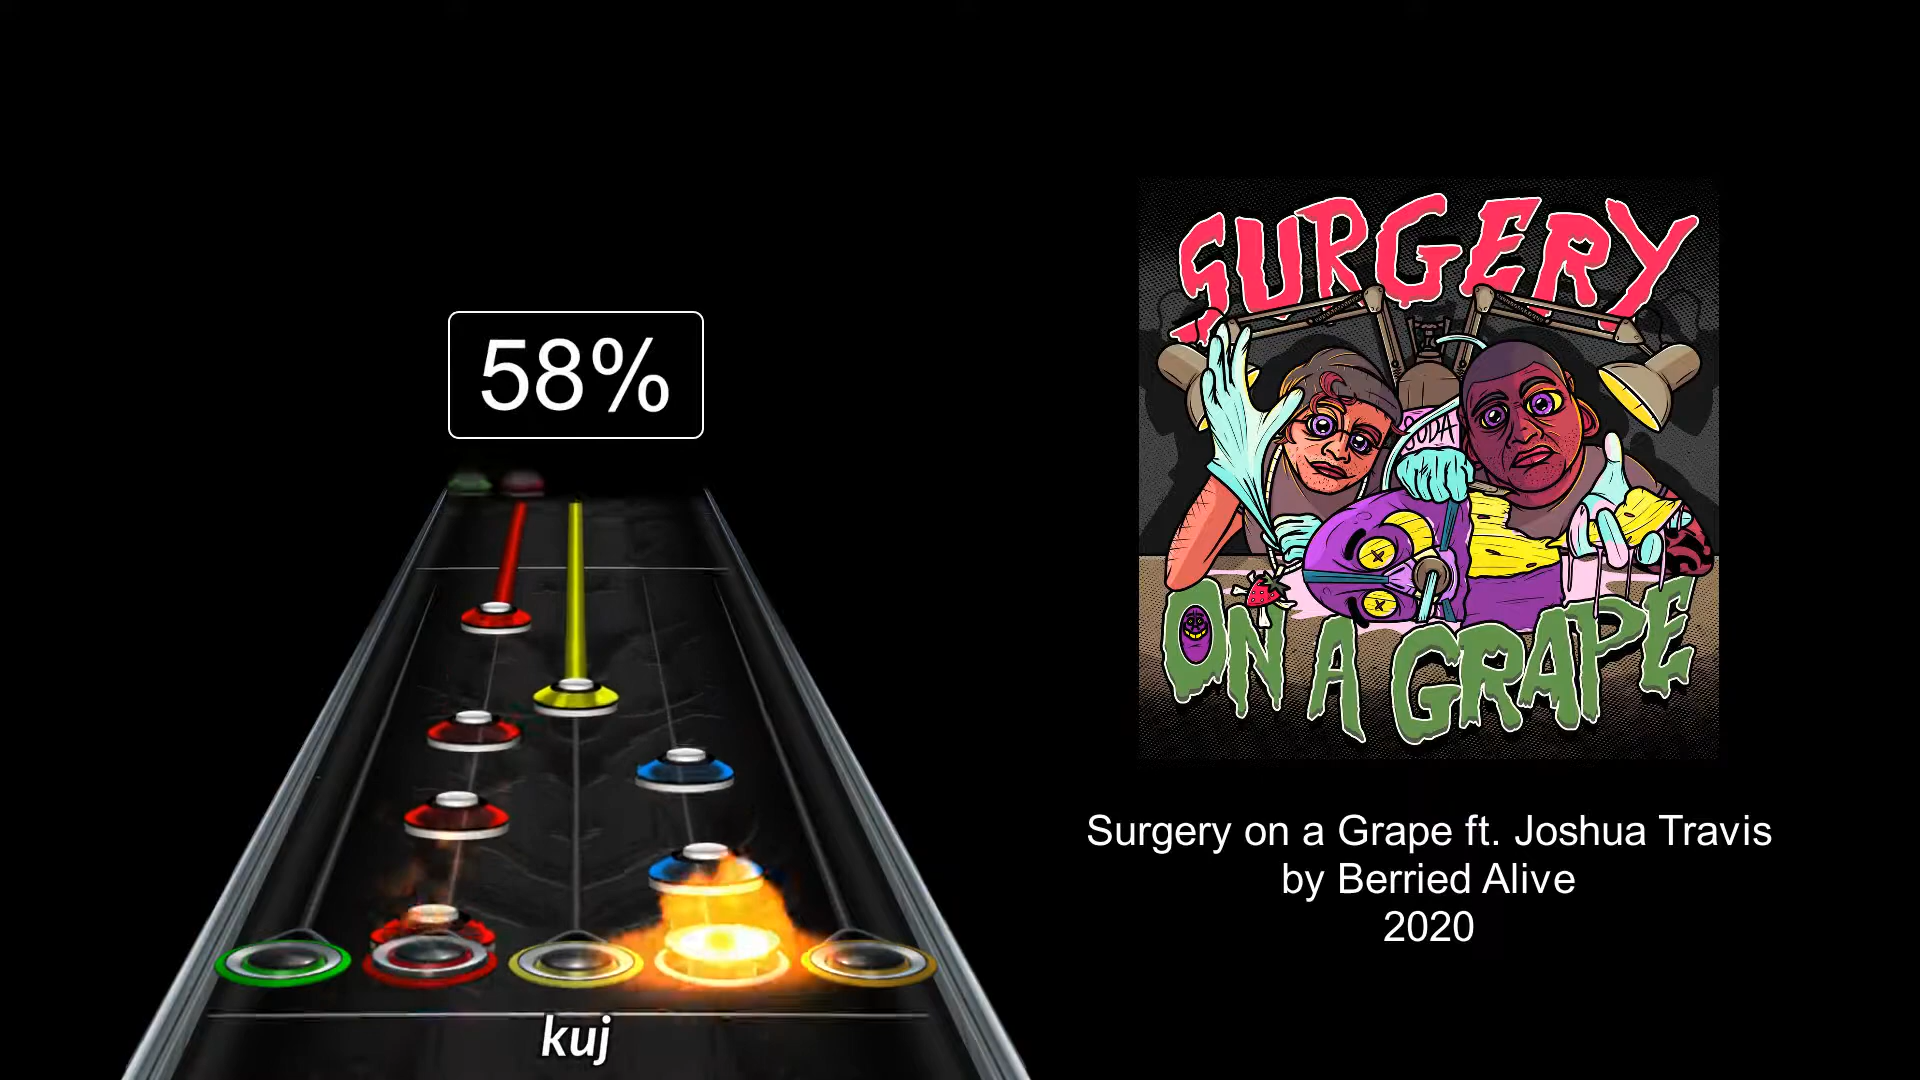 58%
kuj
SURGERY
SODA
ON A GRAPE
Surgery on a Grape ft. Joshua Travis
by Berried Alive
2020